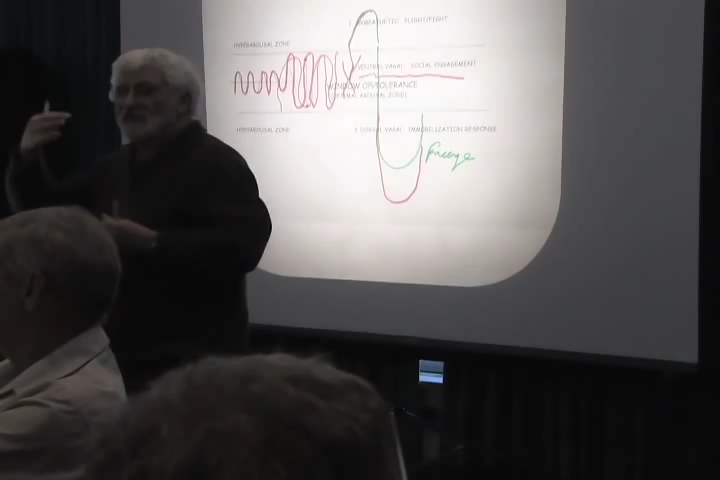 1. SYMPATHETIC: FLIGHT/FIGHT
HYPERAROUSAL ZONE
VENTRAL VAGAL: SOCIAL ENGAGEMENT
WINDOW OF TOLERANCE
(OPTIMAL AROUSAL ZONE)
HYPOAROUSAL ZONE
DORSAL VAGAL: IMMOBILIZATION RESPONSE
Freeze